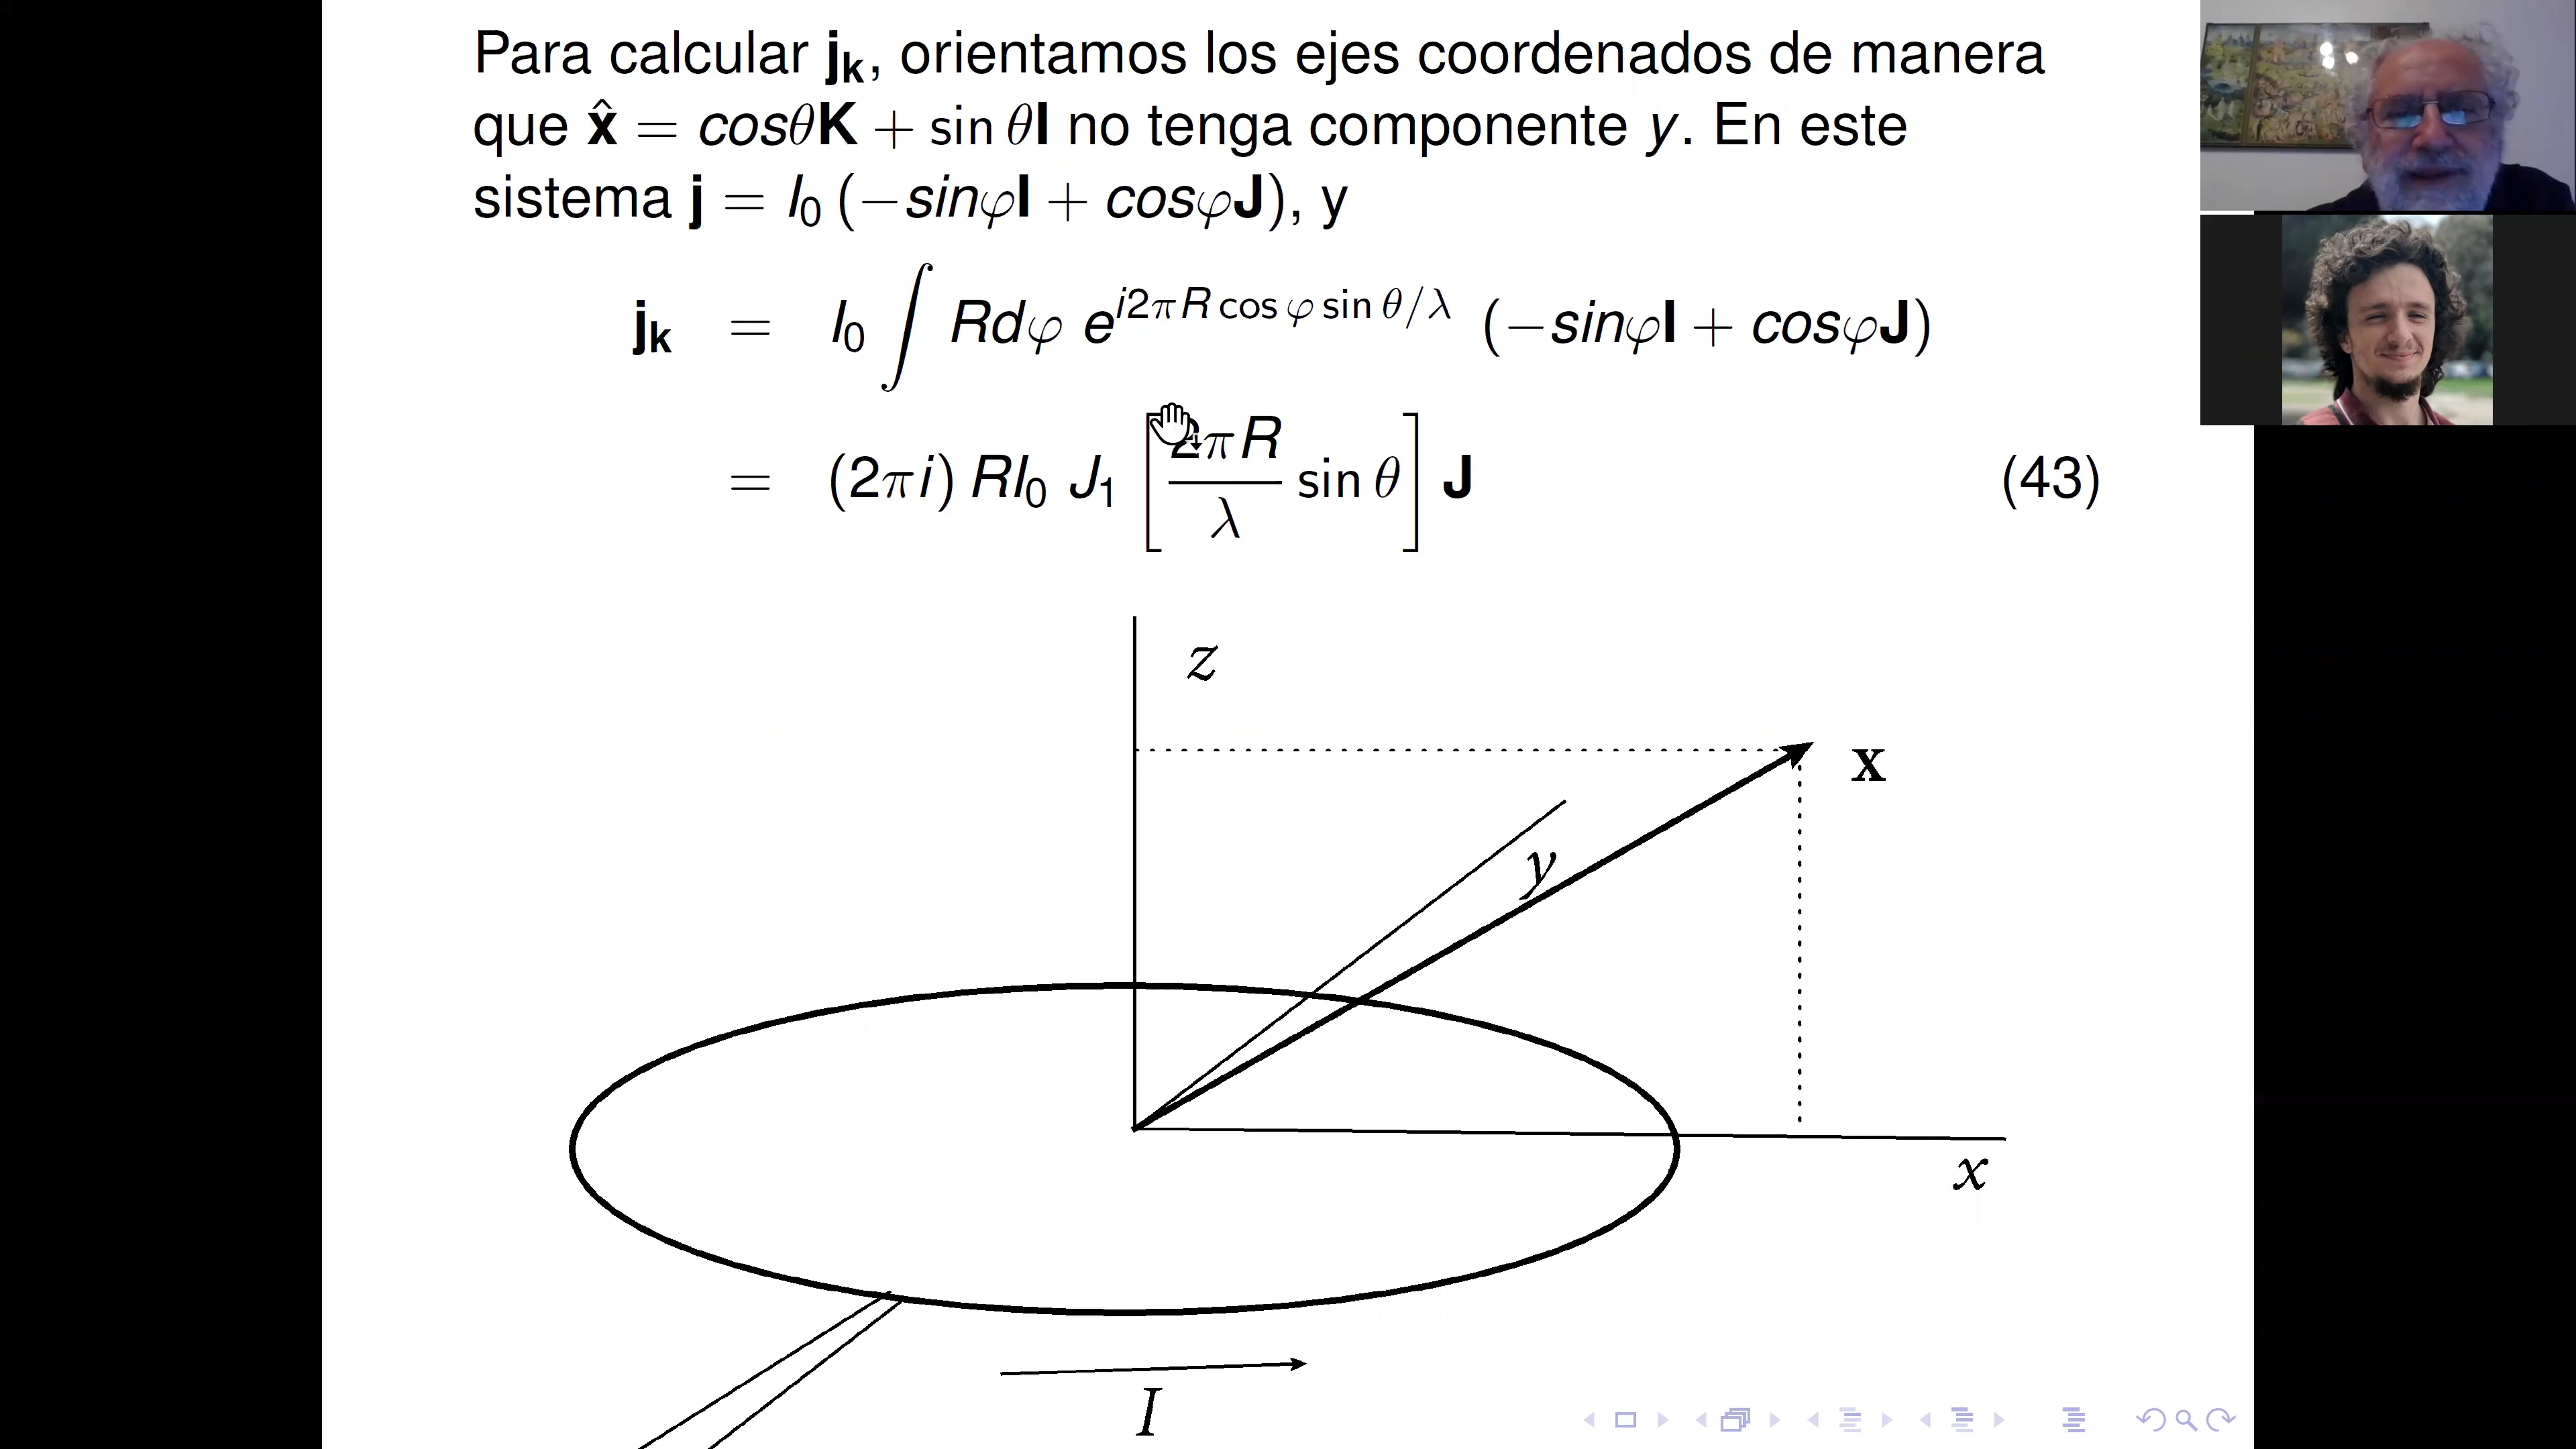 Para calcular j_k, orientamos los ejes coordenados de manera
que x̂ = cosθK + sin θI no tenga componente y. En este
sistema j = I₀ (−sinφI + cosφJ), y
j_k = I₀ ∫ Rdφ e^{i2πR cos φ sin θ/λ} (−sinφI + cosφJ)
= (2πi) RI₀ J₁ [2πR/λ sin θ] J (43)
z
x
y
x
I